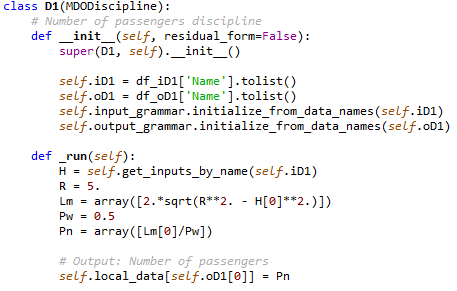 class D1(MDODiscipline):
    # Number of passengers discipline
    def __init__(self, residual_form=False):
        super(D1, self).__init__()

        self.iD1 = df_iD1['Name'].tolist()
        self.oD1 = df_oD1['Name'].tolist()
        self.input_grammar.initialize_from_data_names(self.iD1)
        self.output_grammar.initialize_from_data_names(self.oD1)

    def _run(self):
        H = self.get_inputs_by_name(self.iD1)
        R = 5.
        Lm = array([2.*sqrt(R**2. - H[0]**2.)])
        Pw = 0.5
        Pn = array([Lm[0]/Pw])

        # Output: Number of passengers
        self.local_data[self.oD1[0]] = Pn